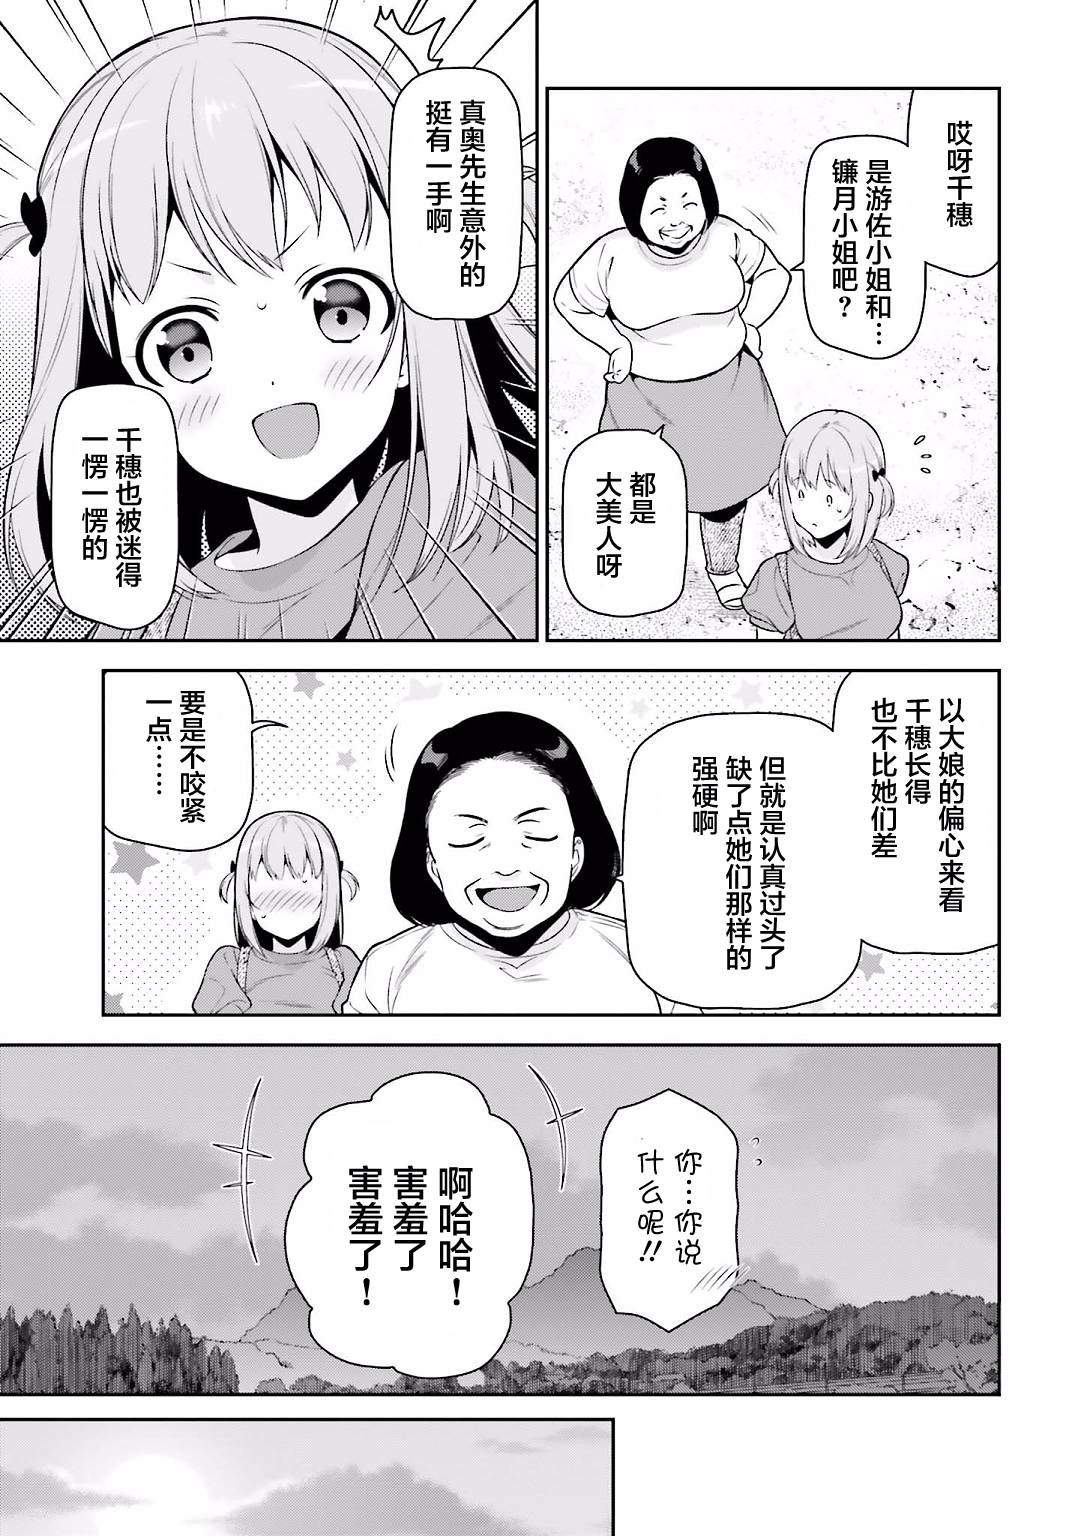 哎呀千穗
是游佐小姐和…
镰月小姐吧？
都是
大美人呀
真奥先生意外的
挺有一手啊
千穗也被迷得
一愣一愣的
以大娘的偏心来看
千穗长得
也不比她们差
但就是认真过头了
缺了点她们那样的
强硬啊
要是不咬紧
一点……
你…你说
什么呢!!
啊哈哈！
害羞了
害羞了！